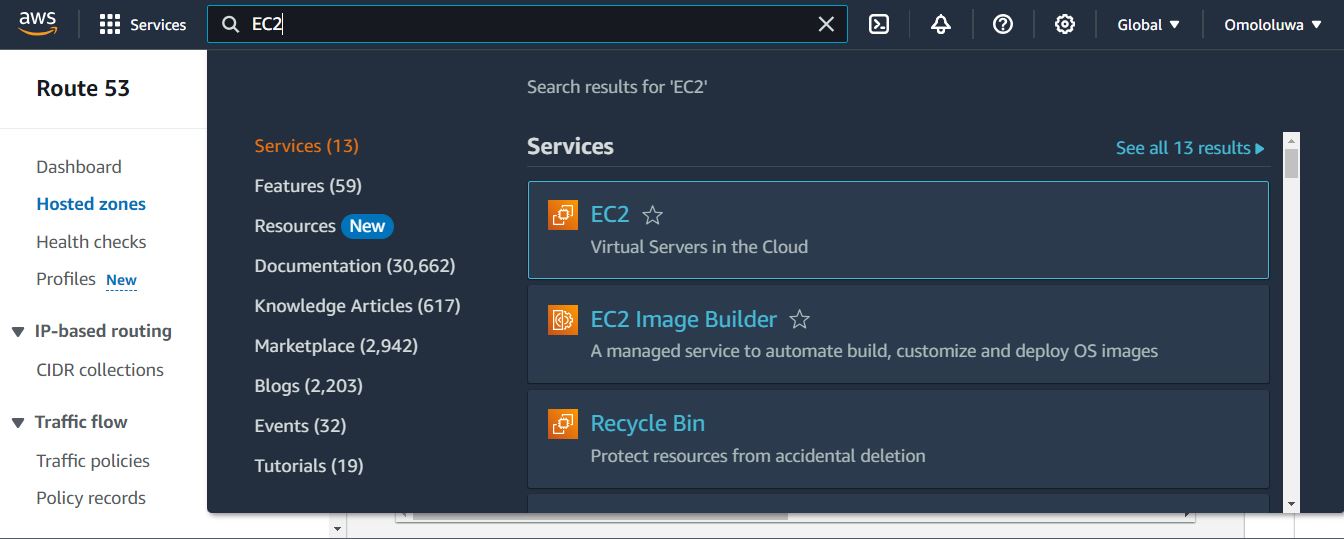 aws
Services
EC2
Global
Omololuwa
Route 53
Dashboard
Hosted zones
Health checks
Profiles New
IP-based routing
CIDR collections
Traffic flow
Traffic policies
Policy records
Search results for 'EC2'
Services (13)
Features (59)
Resources New
Documentation (30,662)
Knowledge Articles (617)
Marketplace (2,942)
Blogs (2,203)
Events (32)
Tutorials (19)
Services
See all 13 results
EC2
Virtual Servers in the Cloud
EC2 Image Builder
A managed service to automate build, customize and deploy OS images
Recycle Bin
Protect resources from accidental deletion